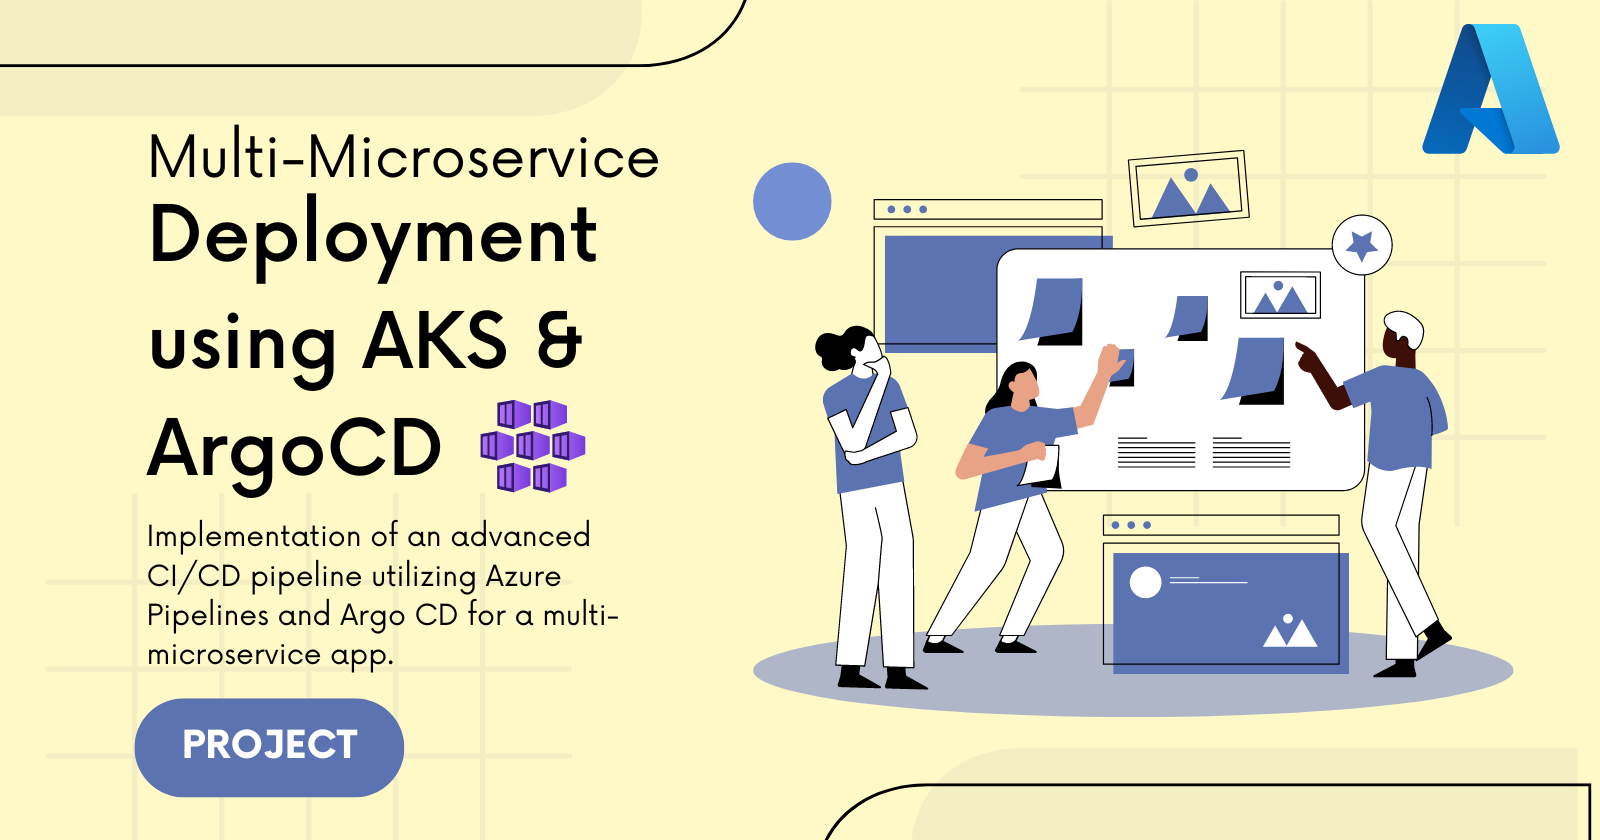 Multi-Microservice
Deployment
using AKS &
ArgoCD
Implementation of an advanced
CI/CD pipeline utilizing Azure
Pipelines and Argo CD for a multi-
microservice app.
PROJECT